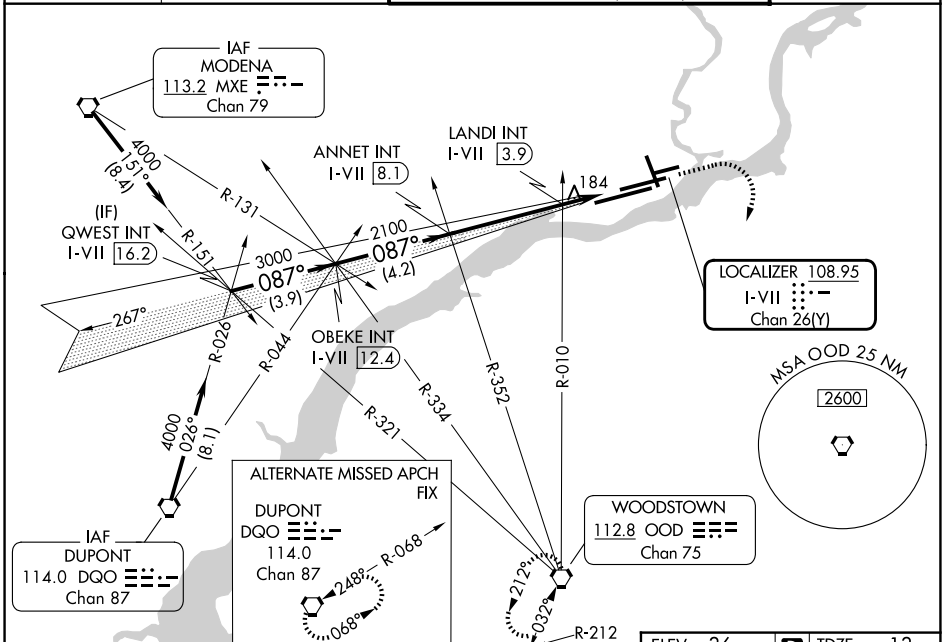 IAF
MODENA
113.2 MXE
Chan 79
4000
151°
(8.4)
R-131
R-151
(IF)
QWEST INT
I-VII 16.2
ANNET INT
I-VII 8.1
LANDI INT
I-VII 3.9
184
3000
087°
(3.9)
2100
087°
(4.2)
267°
OBEKE INT
I-VII 12.4
LOCALIZER 108.95
I-VII
Chan 26(Y)
R-026
R-044
R-321
R-334
R-352
R-010
MSA OOD 25 NM
2600
4000
026°
(8.1)
IAF
DUPONT
114.0 DQO
Chan 87
ALTERNATE MISSED APCH
FIX
DUPONT
DQO
114.0
Chan 87
R-068
248°
068°
WOODSTOWN
112.8 OOD
Chan 75
212°
032°
R-212